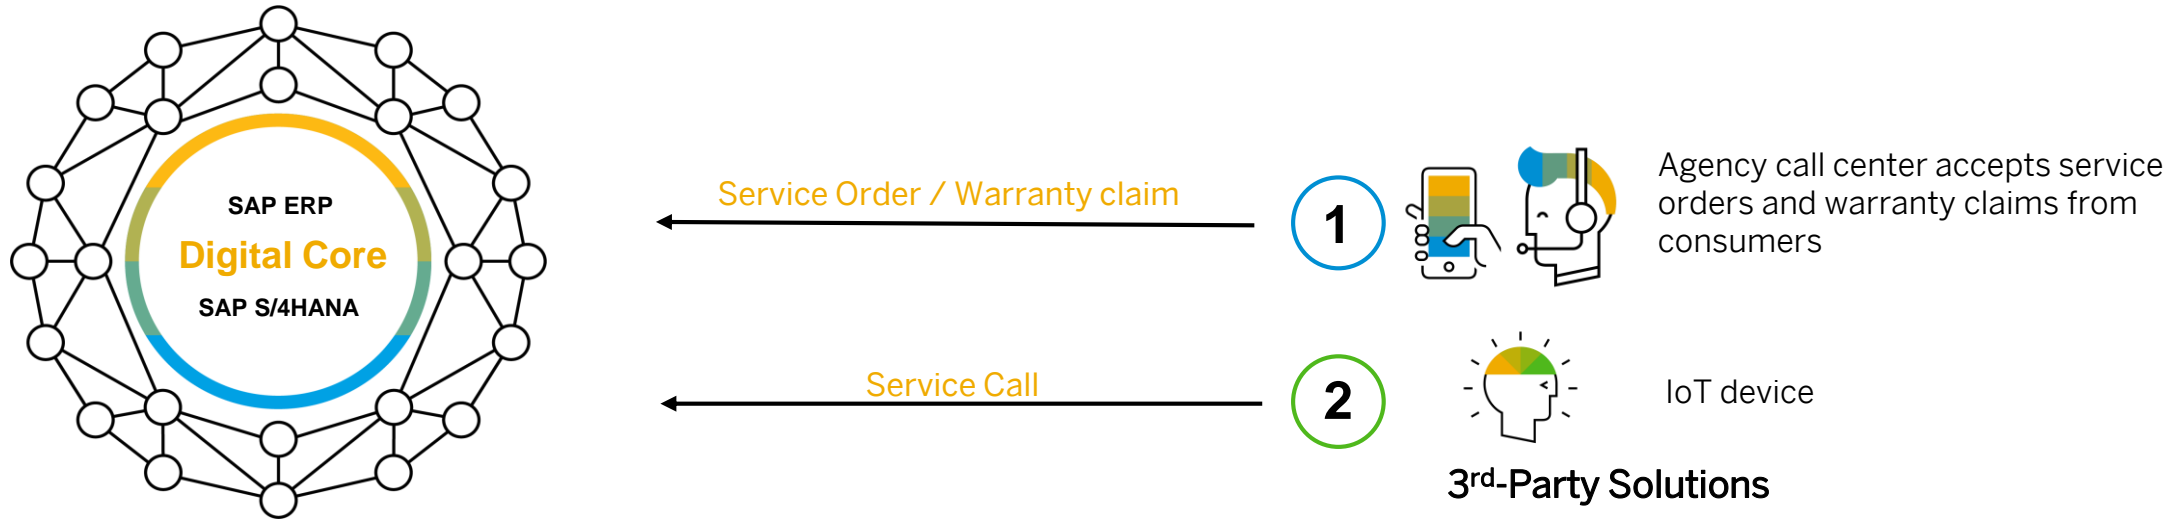 SAP ERP
Digital Core
SAP S/4HANA
Service Order / Warranty claim
1
Agency call center accepts service
orders and warranty claims from
consumers
Service Call
2
IoT device
3rd-Party Solutions